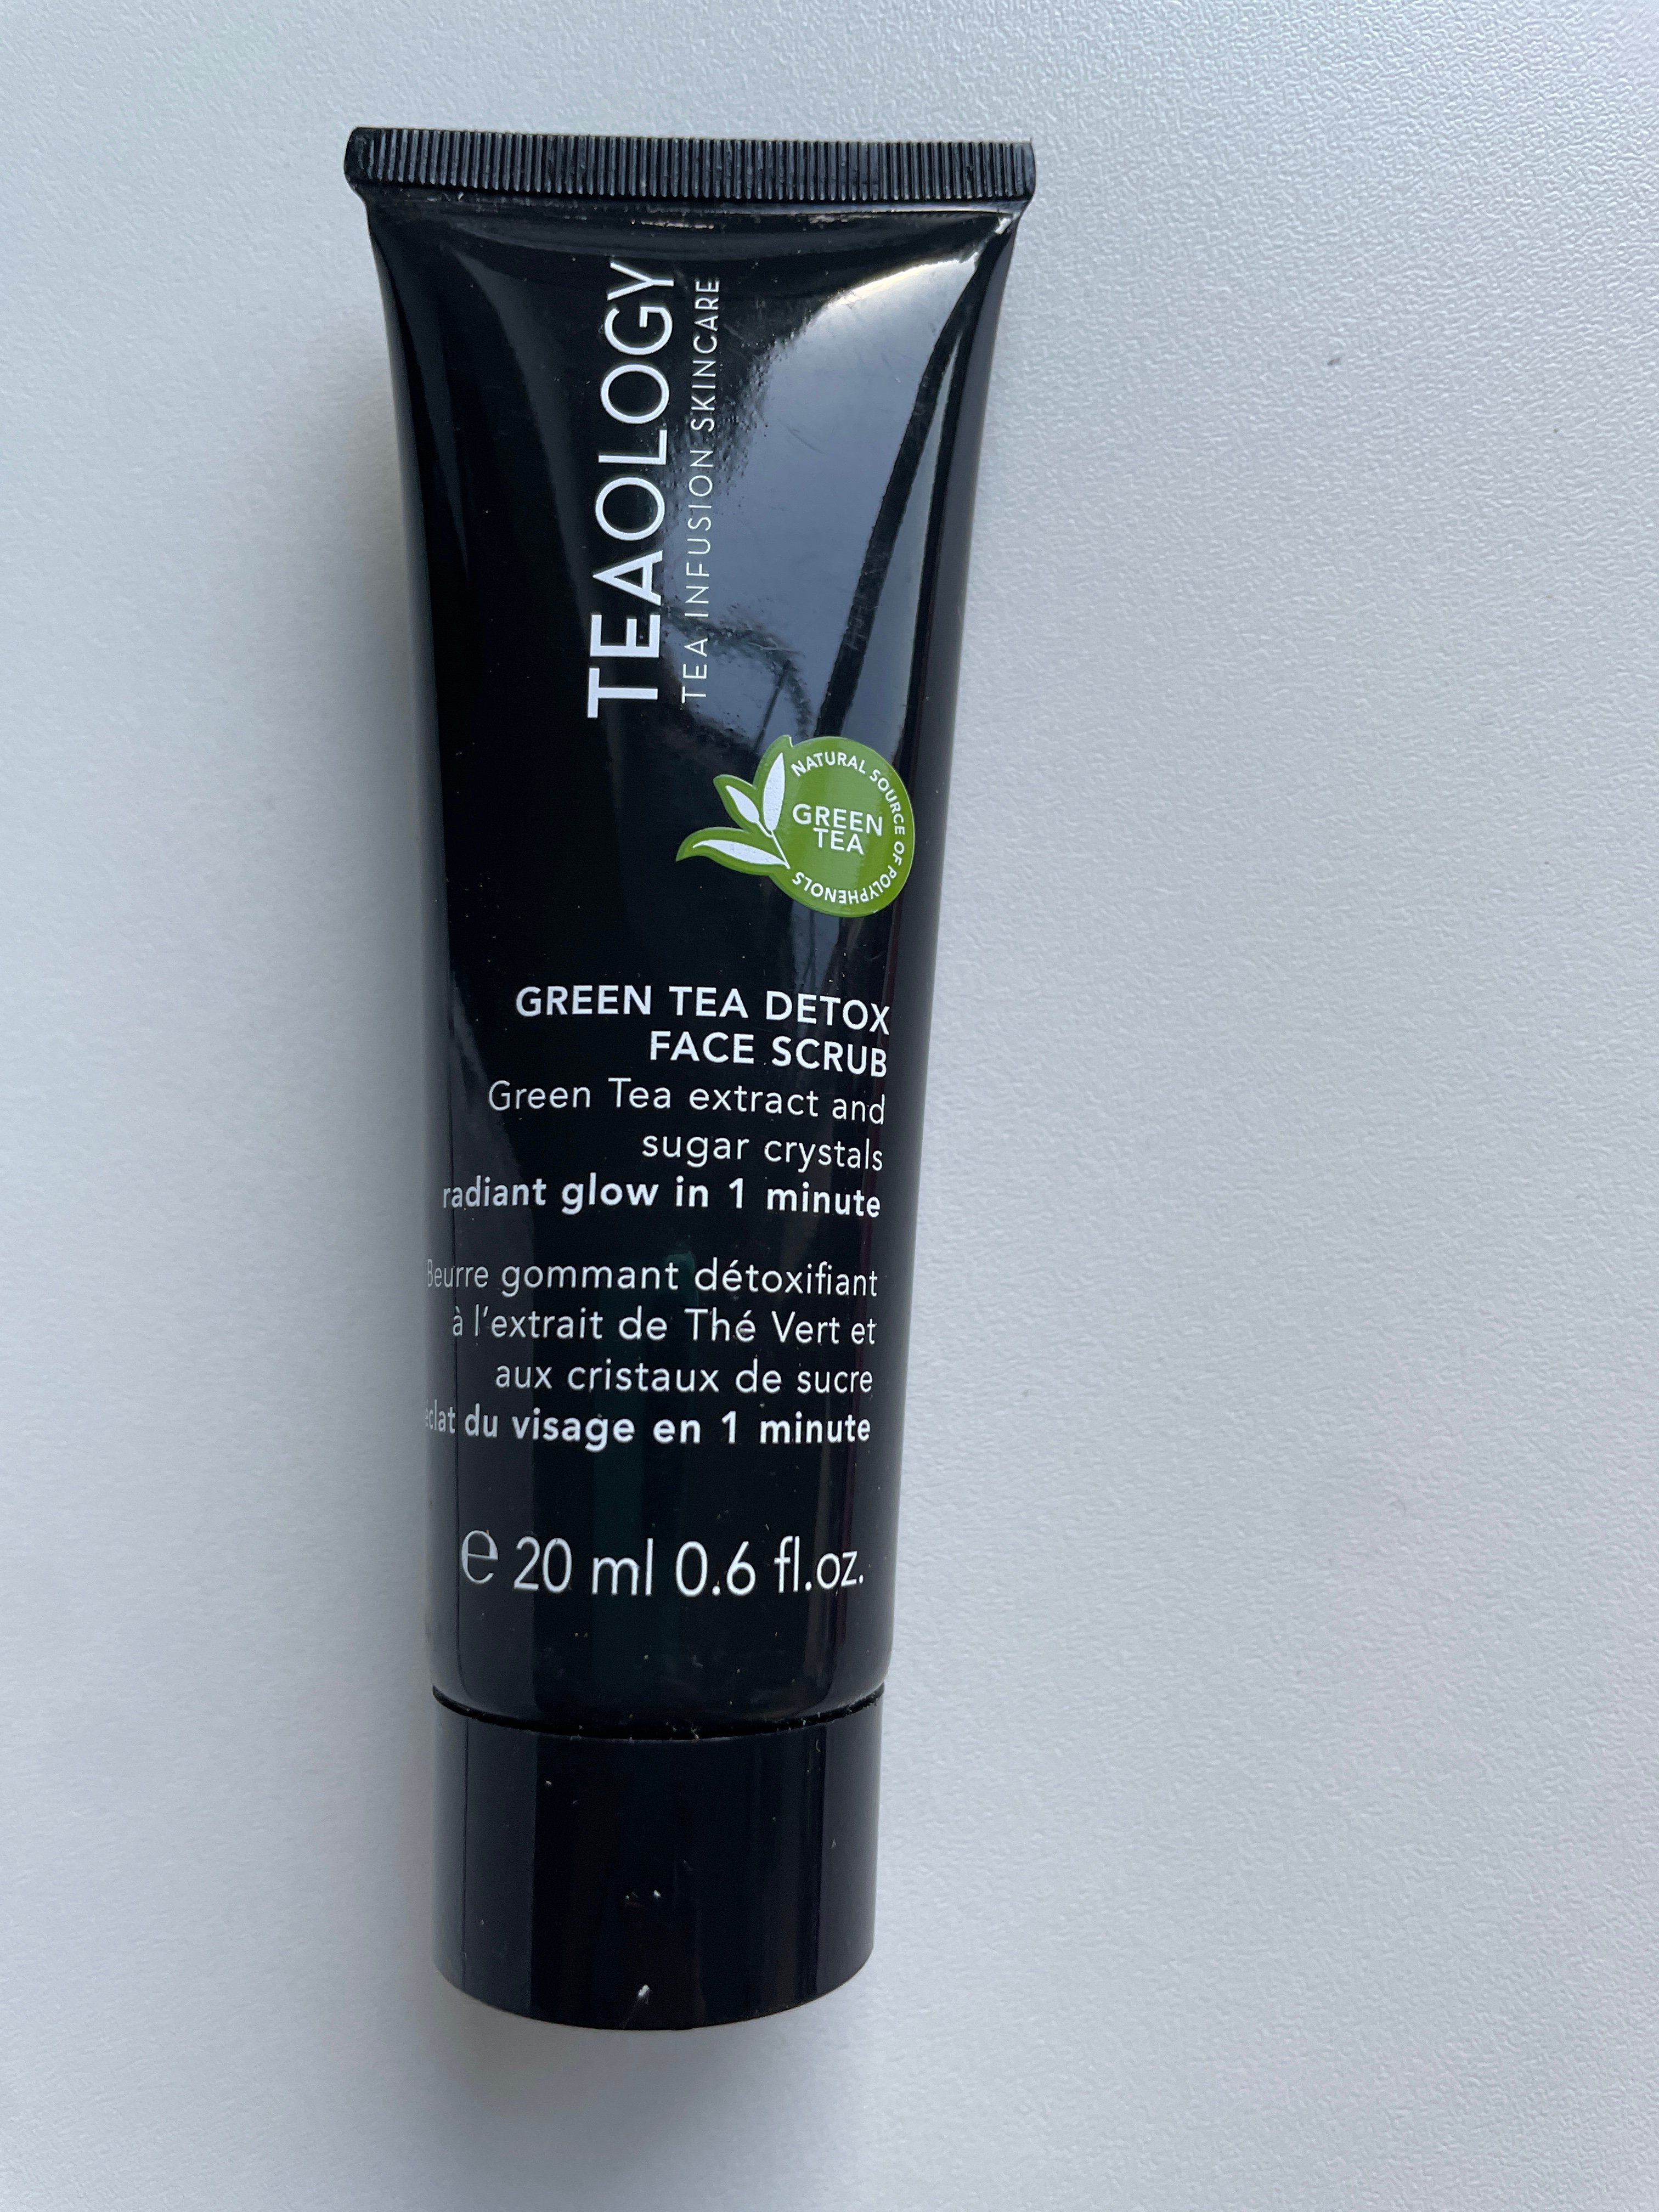 TEAOLOGY
TEA INFUSION SKINCARE
NATURAL SOURCE OF POLYPHENOLS
GREEN
TEA
GREEN TEA DETOX
FACE SCRUB
Green Tea extract and
sugar crystals
radiant glow in 1 minute
Beurre gommant détoxifiant
à l'extrait de Thé Vert et
aux cristaux de sucre
éclat du visage en 1 minute
℮ 20 ml 0.6 fl.oz.